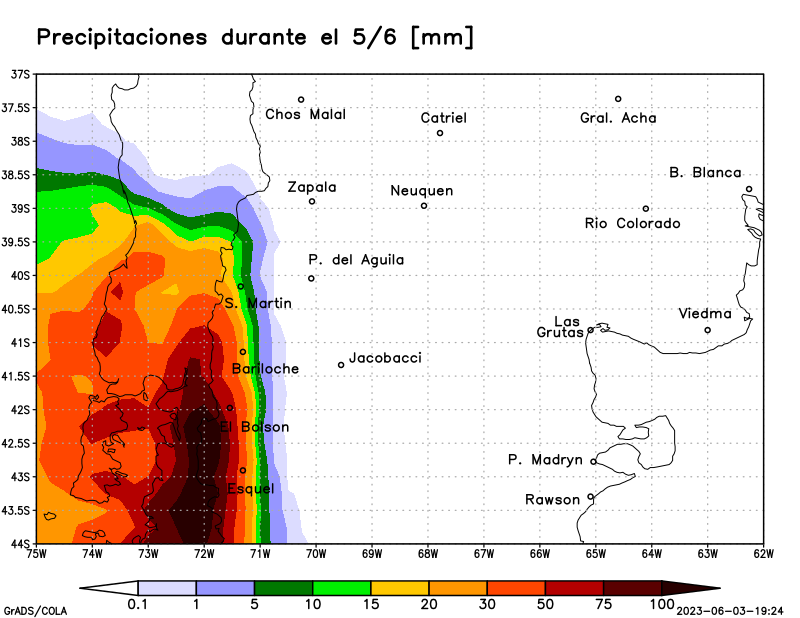 Precipitaciones durante el 5/6 [mm]
37S
37.5S
38S
38.5S
39S
39.5S
40S
40.5S
41S
41.5S
42S
42.5S
43S
43.5S
44S
Chos Malal
Catriel
Gral. Acha
B. Blanca
Zapala
Neuquen
Rio Colorado
P. del Aguila
S. Martin
Viedma
Las
Grutas
Jacobacci
Bariloche
El Bolson
P. Madryn
Esquel
Rawson
75W 74W 73W 72W 71W 70W 69W 68W 67W 66W 65W 64W 63W 62W
0.1 1 5 10 15 20 30 50 75 100
GrADS/COLA
2023-06-03-19:24